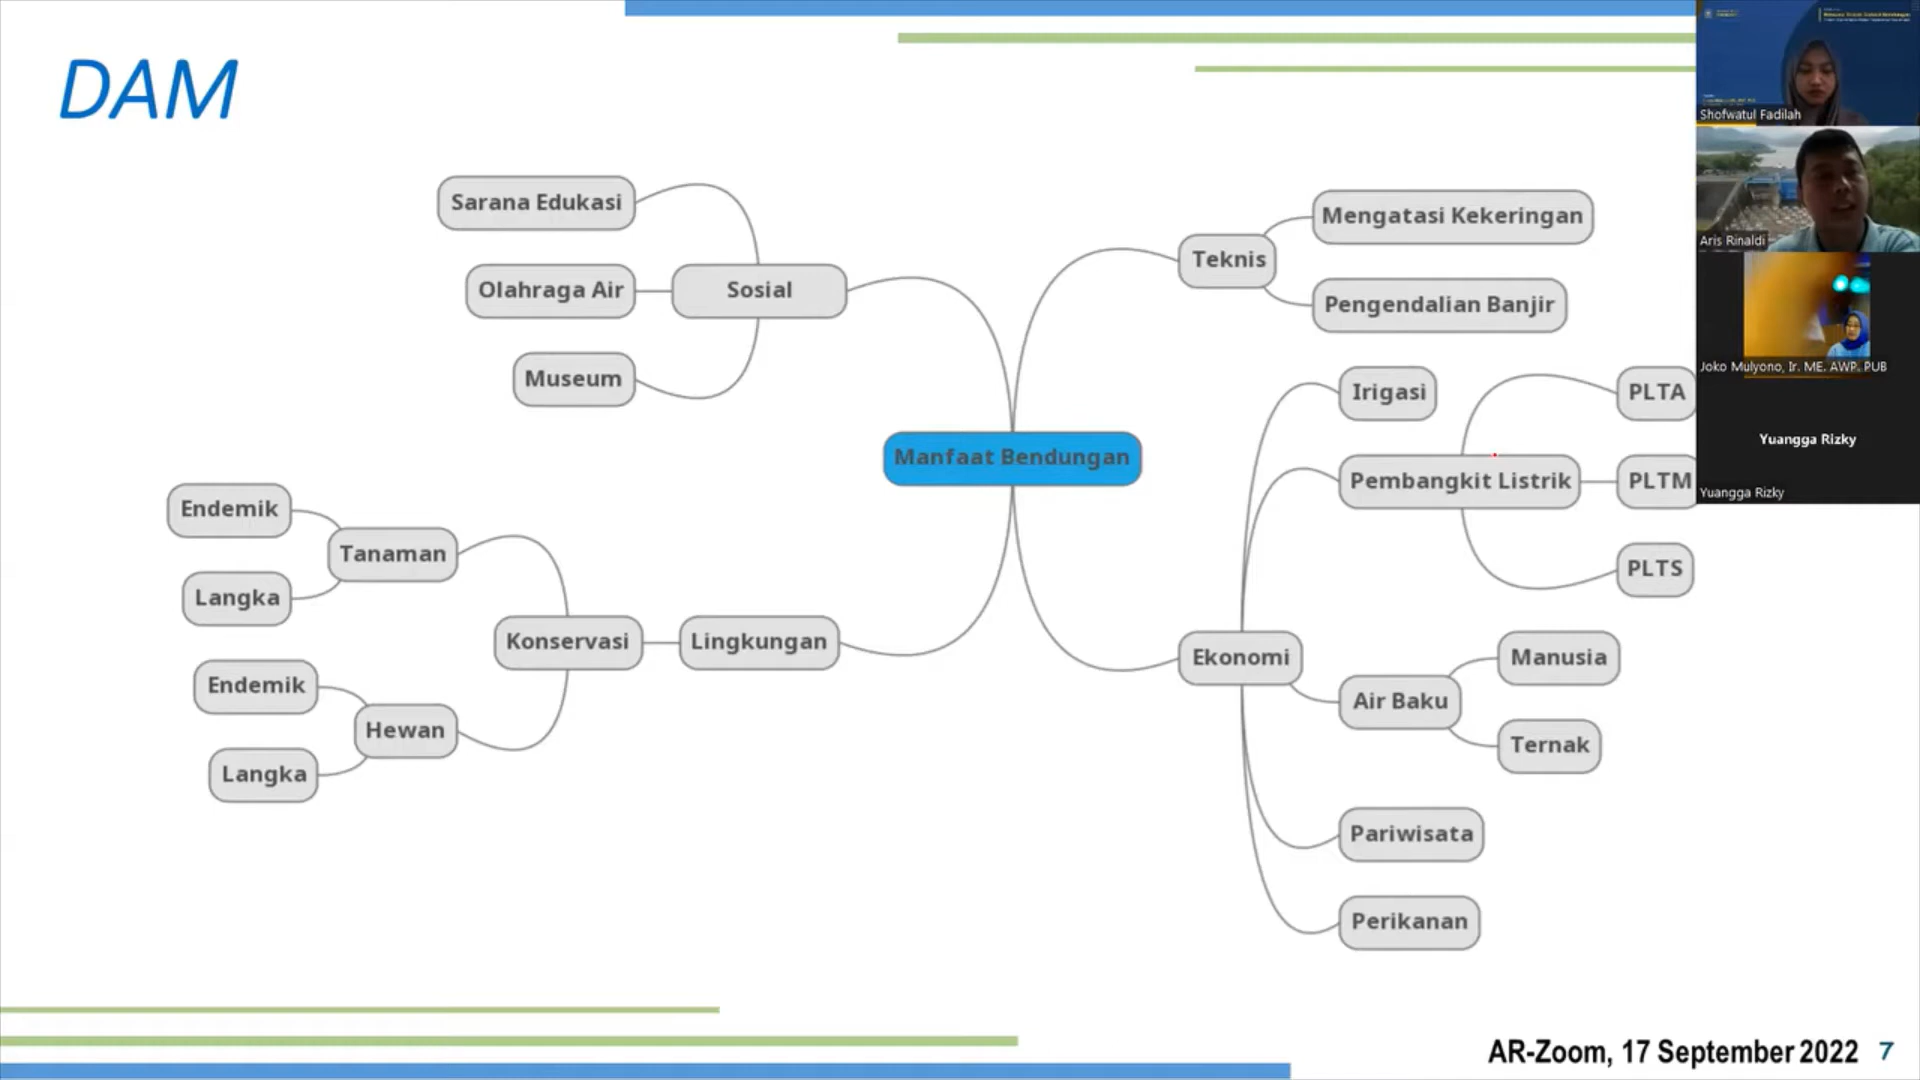 DAM
Sarana Edukasi
Olahraga Air
Sosial
Museum
Teknis
Mengatasi Kekeringan
Pengendalian Banjir
Manfaat Bendungan
Irigasi
Pembangkit Listrik
PLTA
PLTM
PLTS
Endemik
Tanaman
Langka
Konservasi
Lingkungan
Endemik
Hewan
Langka
Ekonomi
Air Baku
Manusia
Ternak
Pariwisata
Perikanan
Shofwatul Fadilah
Aris Rinaldi
Joko Mulyono, Ir. ME. AWP. PUB
Yuangga Rizky
Yuangga Rizky
AR-Zoom, 17 September 2022 7